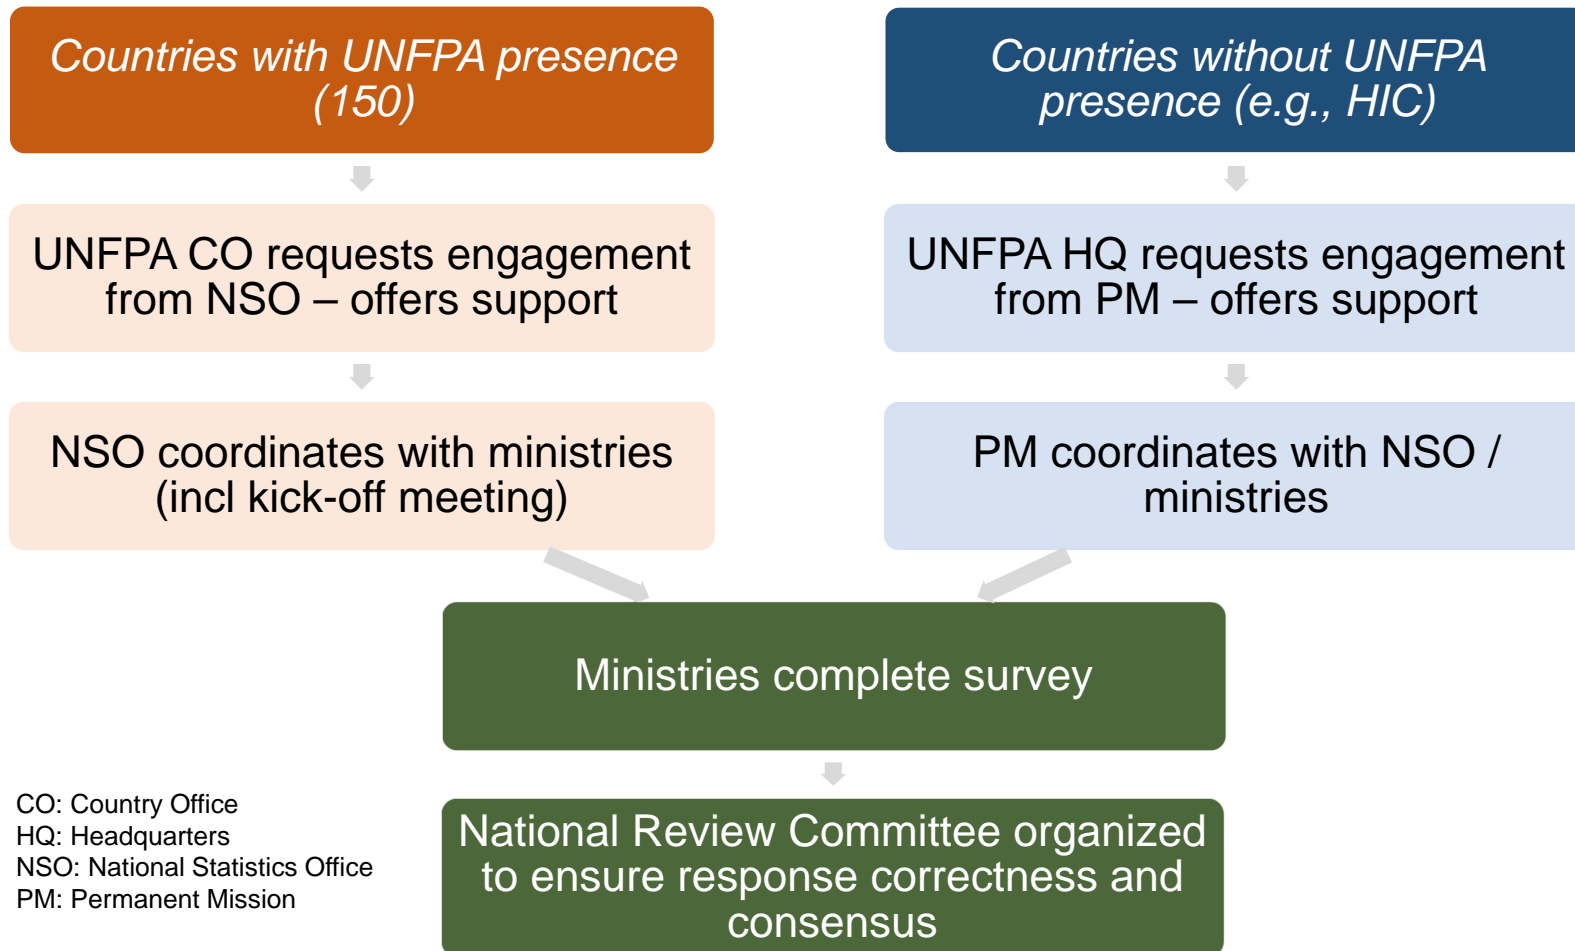 Countries with UNFPA presence
(150)
Countries without UNFPA
presence (e.g., HIC)
UNFPA CO requests engagement
from NSO – offers support
UNFPA HQ requests engagement
from PM – offers support
NSO coordinates with ministries
(incl kick-off meeting)
PM coordinates with NSO /
ministries
Ministries complete survey
National Review Committee organized
to ensure response correctness and
consensus
CO: Country Office
HQ: Headquarters
NSO: National Statistics Office
PM: Permanent Mission